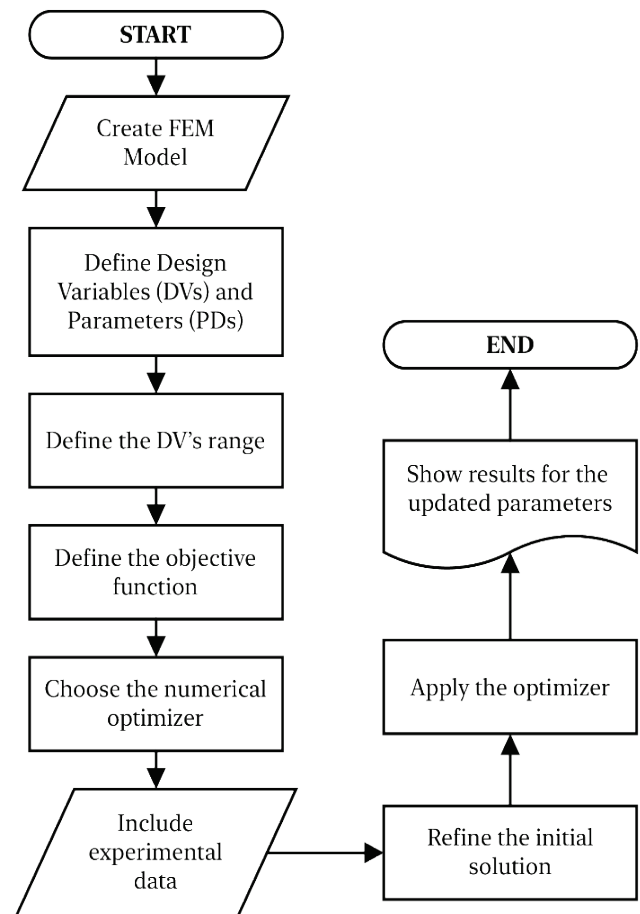 START
Create FEM
Model
Define Design
Variables (DVs) and
Parameters (PDs)
Define the DV's range
Define the objective
function
Choose the numerical
optimizer
Include
experimental
data
Refine the initial
solution
Apply the optimizer
Show results for the
updated parameters
END